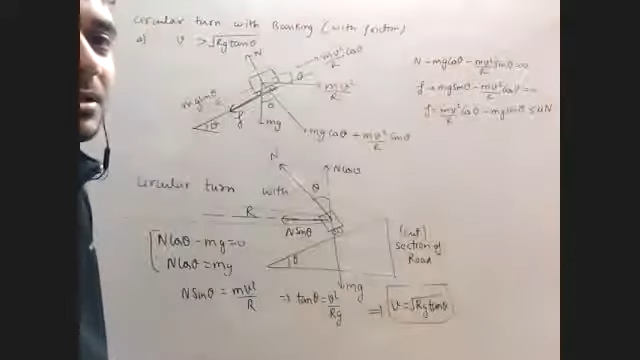 Circular turn with Banking (with friction)
a) v > √Rg tanθ
N
mv²/R cosθ
θ
mv²/R
mg sinθ
f
θ
θ
mg
mg cosθ + mv²/R sinθ
N - mg cosθ - mv²/R sinθ = 0
f + mg sinθ - mv²/R cosθ = 0
f = mv²/R cosθ - mg sinθ ≤ μN
N
N cosθ
θ
Circular turn with
R
N sinθ
(cut) section of Road
θ
mg
N cosθ - mg = 0
N cosθ = mg
N sinθ = mv²/R ⇒ tanθ = v²/Rg ⇒ v = √Rg tanθ